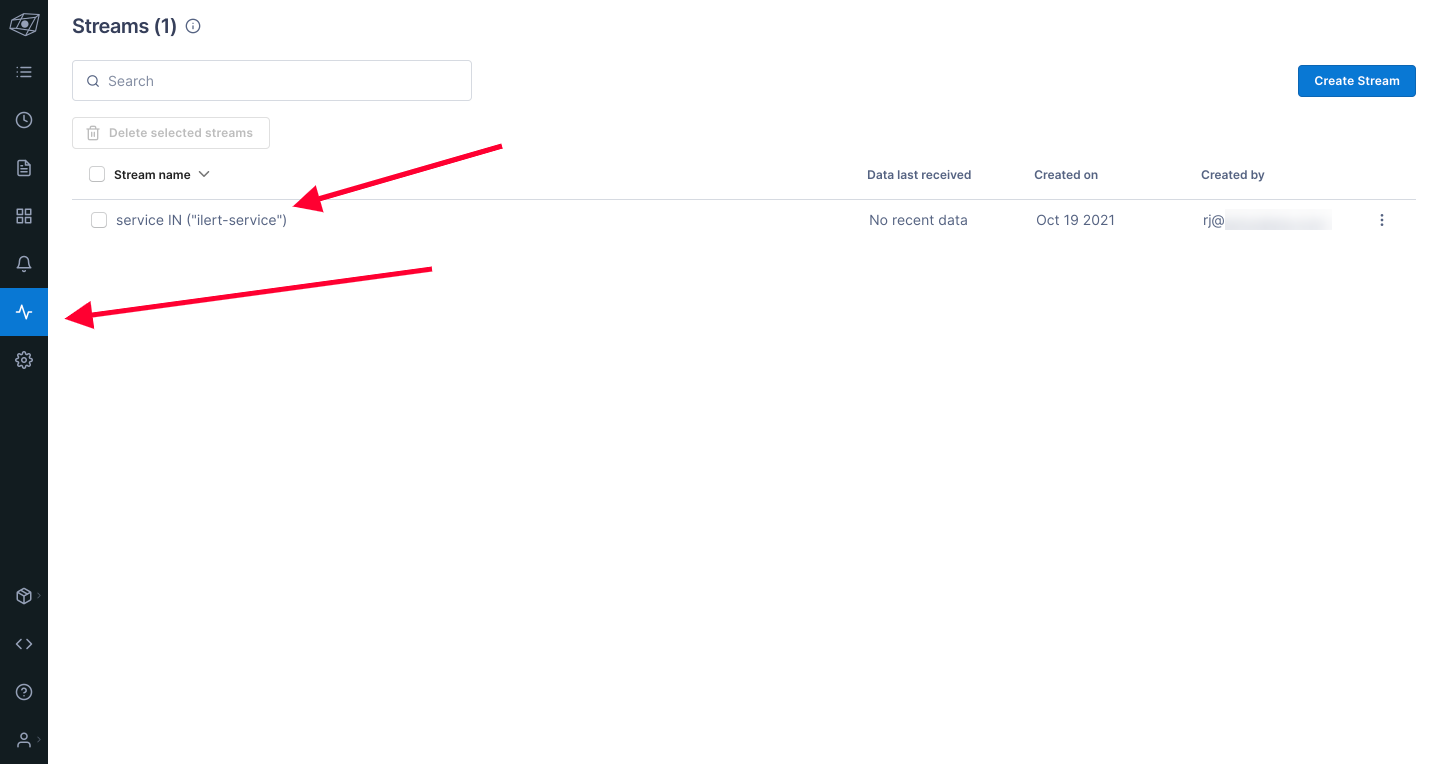 Streams (1)
Search
Create Stream
Delete selected streams
Stream name Data last received Created on Created by
service IN ("ilert-service") No recent data Oct 19 2021 rj@